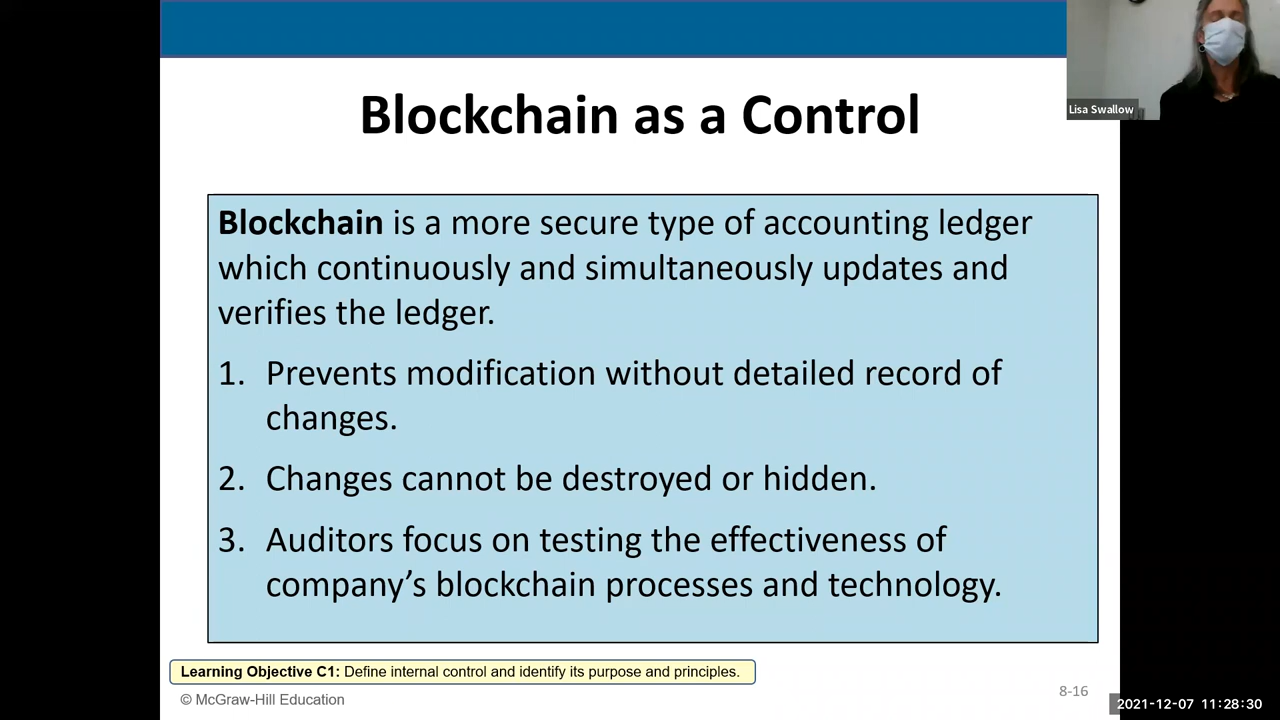 Lisa Swallow
Blockchain as a Control
Blockchain is a more secure type of accounting ledger
which continuously and simultaneously updates and
verifies the ledger.
1. Prevents modification without detailed record of
changes.
2. Changes cannot be destroyed or hidden.
3. Auditors focus on testing the effectiveness of
company’s blockchain processes and technology.
Learning Objective C1: Define internal control and identify its purpose and principles.
© McGraw-Hill Education
8-16
2021-12-07 11:28:30